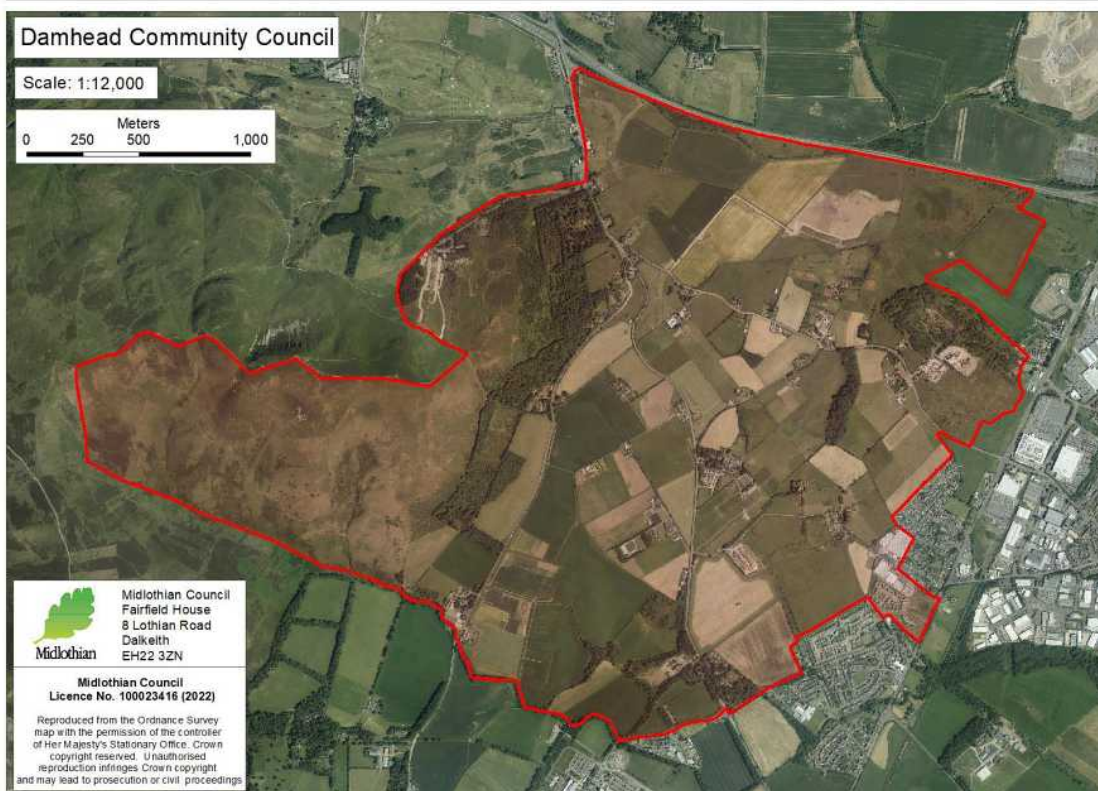 Damhead Community Council
Scale: 1:12,000
Meters
0 250 500 1,000
Midlothian
Midlothian Council
Fairfield House
8 Lothian Road
Dalkeith
EH22 3ZN
Midlothian Council
Licence No. 100023416 (2022)
Reproduced from the Ordnance Survey
map with the permission of the controller
of Her Majesty's Stationary Office. Crown
copyright reserved. Unauthorised
reproduction infringes Crown copyright
and may lead to prosecution or civil proceedings